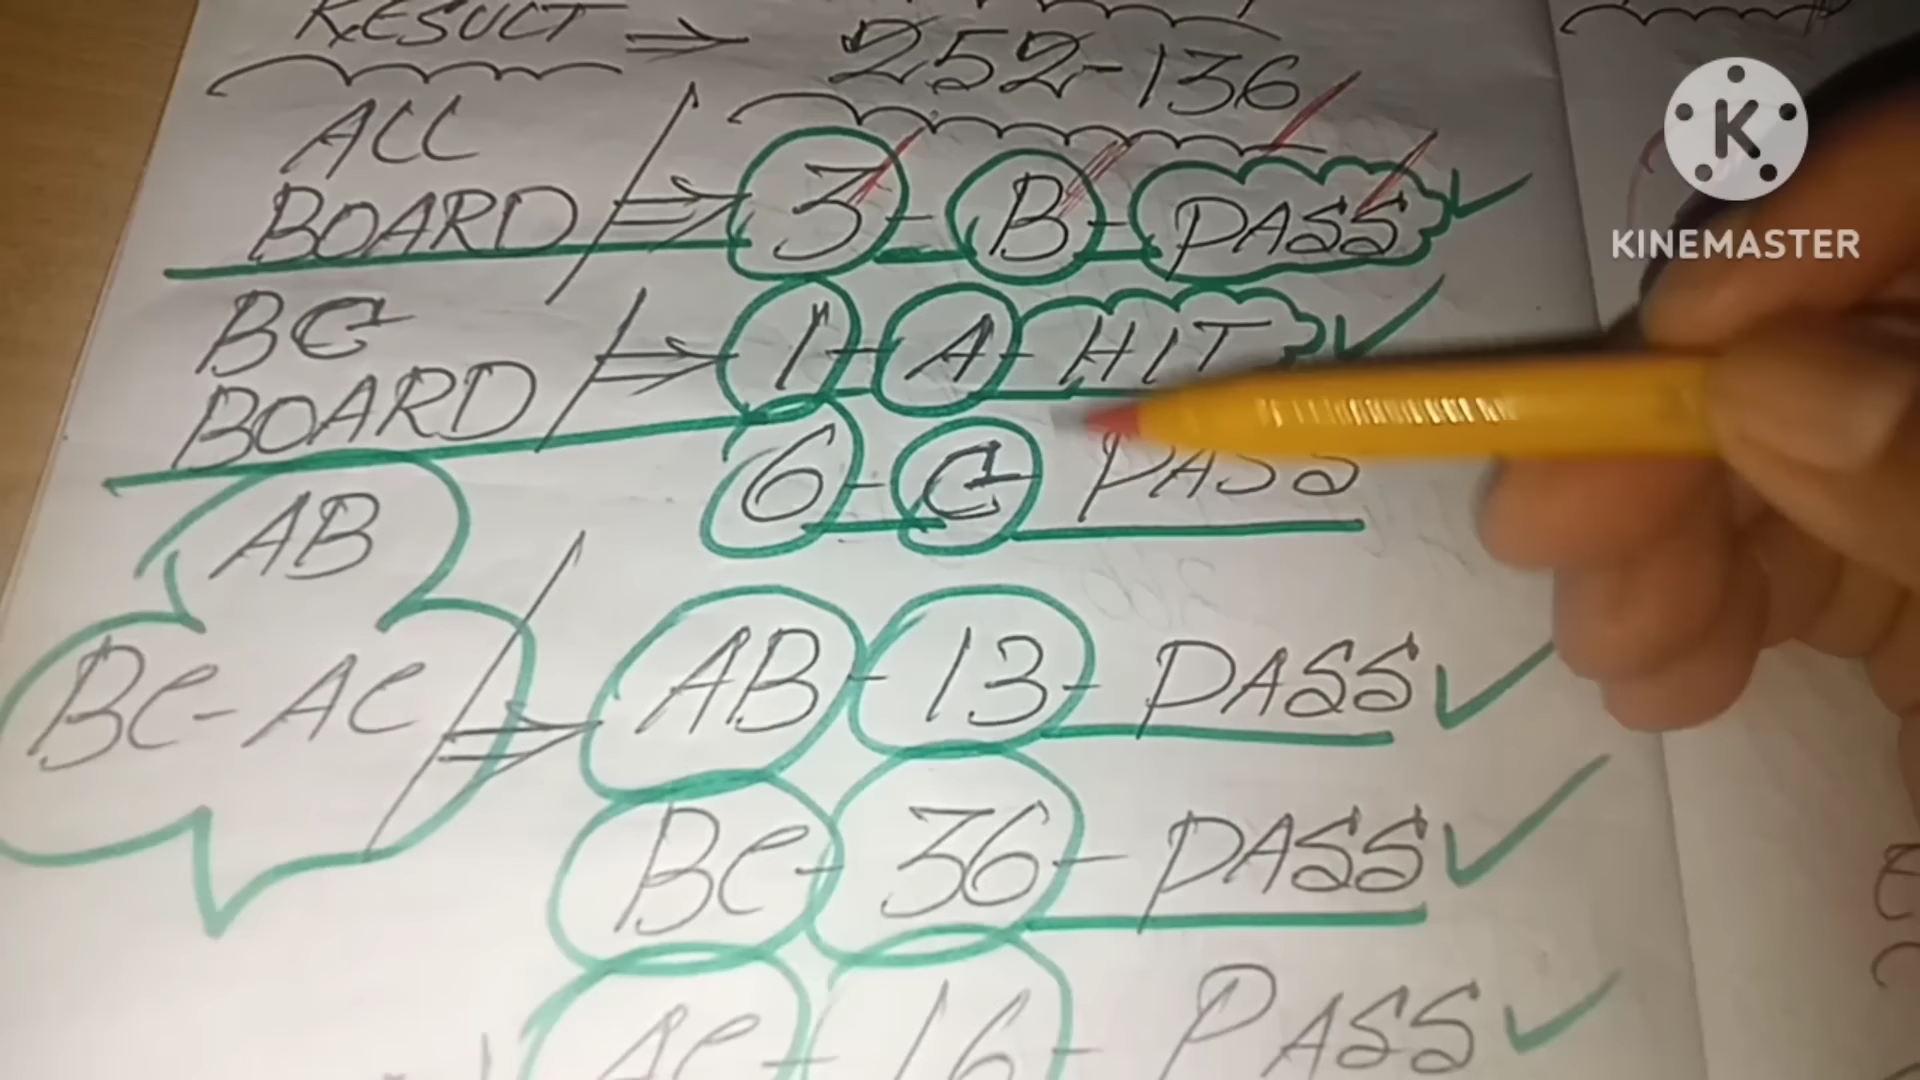 RESULT ⇒ 252-136
ALL
BOARD ⇒ 3 - B - PASS ✓
BC
BOARD ⇒ 1 - A - HIT ✓
6 - C - PASS
AB
BC - AC ⇒ AB - 13 - PASS ✓
BC - 36 - PASS ✓
AC - 16 - PASS ✓
K
KINEMASTER